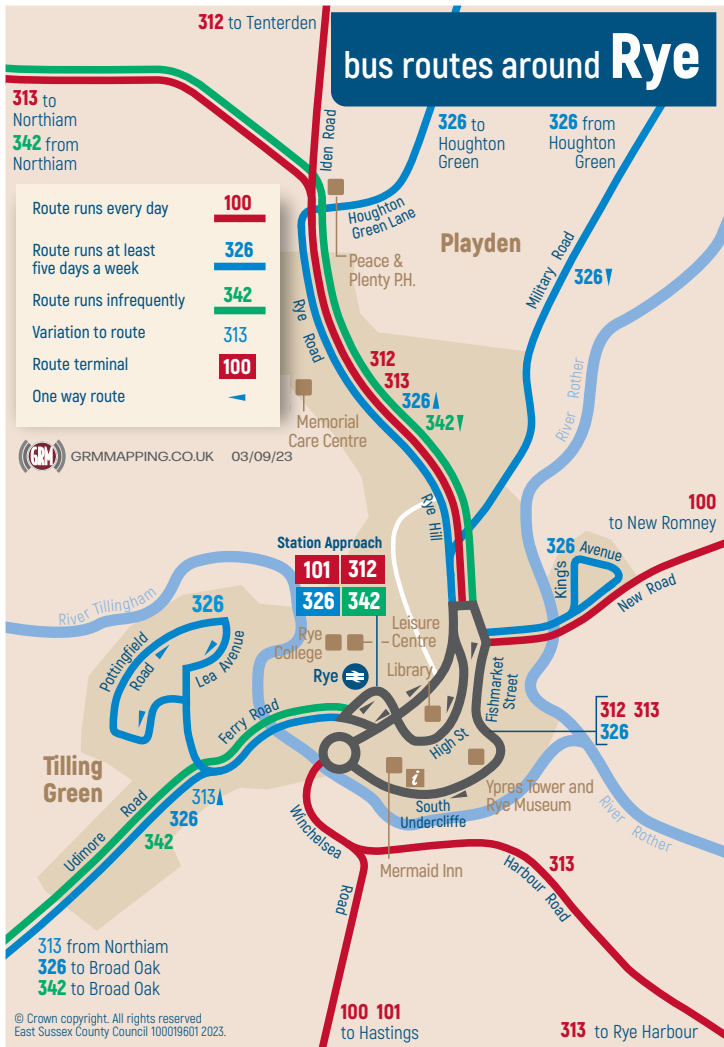 312 to Tenterden
bus routes around Rye
313 to
Northiam
342 from
Northiam
326 to
Houghton
Green
326 from
Houghton
Green
Iden Road
Houghton
Green Lane
Playden
Peace &
Plenty P.H.
Route runs every day 100
Route runs at least
five days a week 326
Route runs infrequently 342
Variation to route 313
Route terminal 100
One way route
Military Road
326
Rye Road
312
313
326
342
River Rother
Memorial
Care Centre
GRM GRMMAPPING.CO.UK 03/09/23
Rye Hill
100
to New Romney
326
King's Avenue
New Road
Station Approach
101 312
326 342
River Tillingham
326
Pottingfield
Road
Lea Avenue
Rye
College
Leisure
Centre
Rye
Library
Fishmarket
Street
312 313
326
Ferry Road
High St
i
Ypres Tower and
Rye Museum
South
Undercliffe
River Rother
Tilling
Green
313
326
342
Udimore Road
Winchelsea
Road
Mermaid Inn
Harbour Road
313
313 from Northiam
326 to Broad Oak
342 to Broad Oak
© Crown copyright. All rights reserved
East Sussex County Council 100019601 2023.
100 101
to Hastings
313 to Rye Harbour